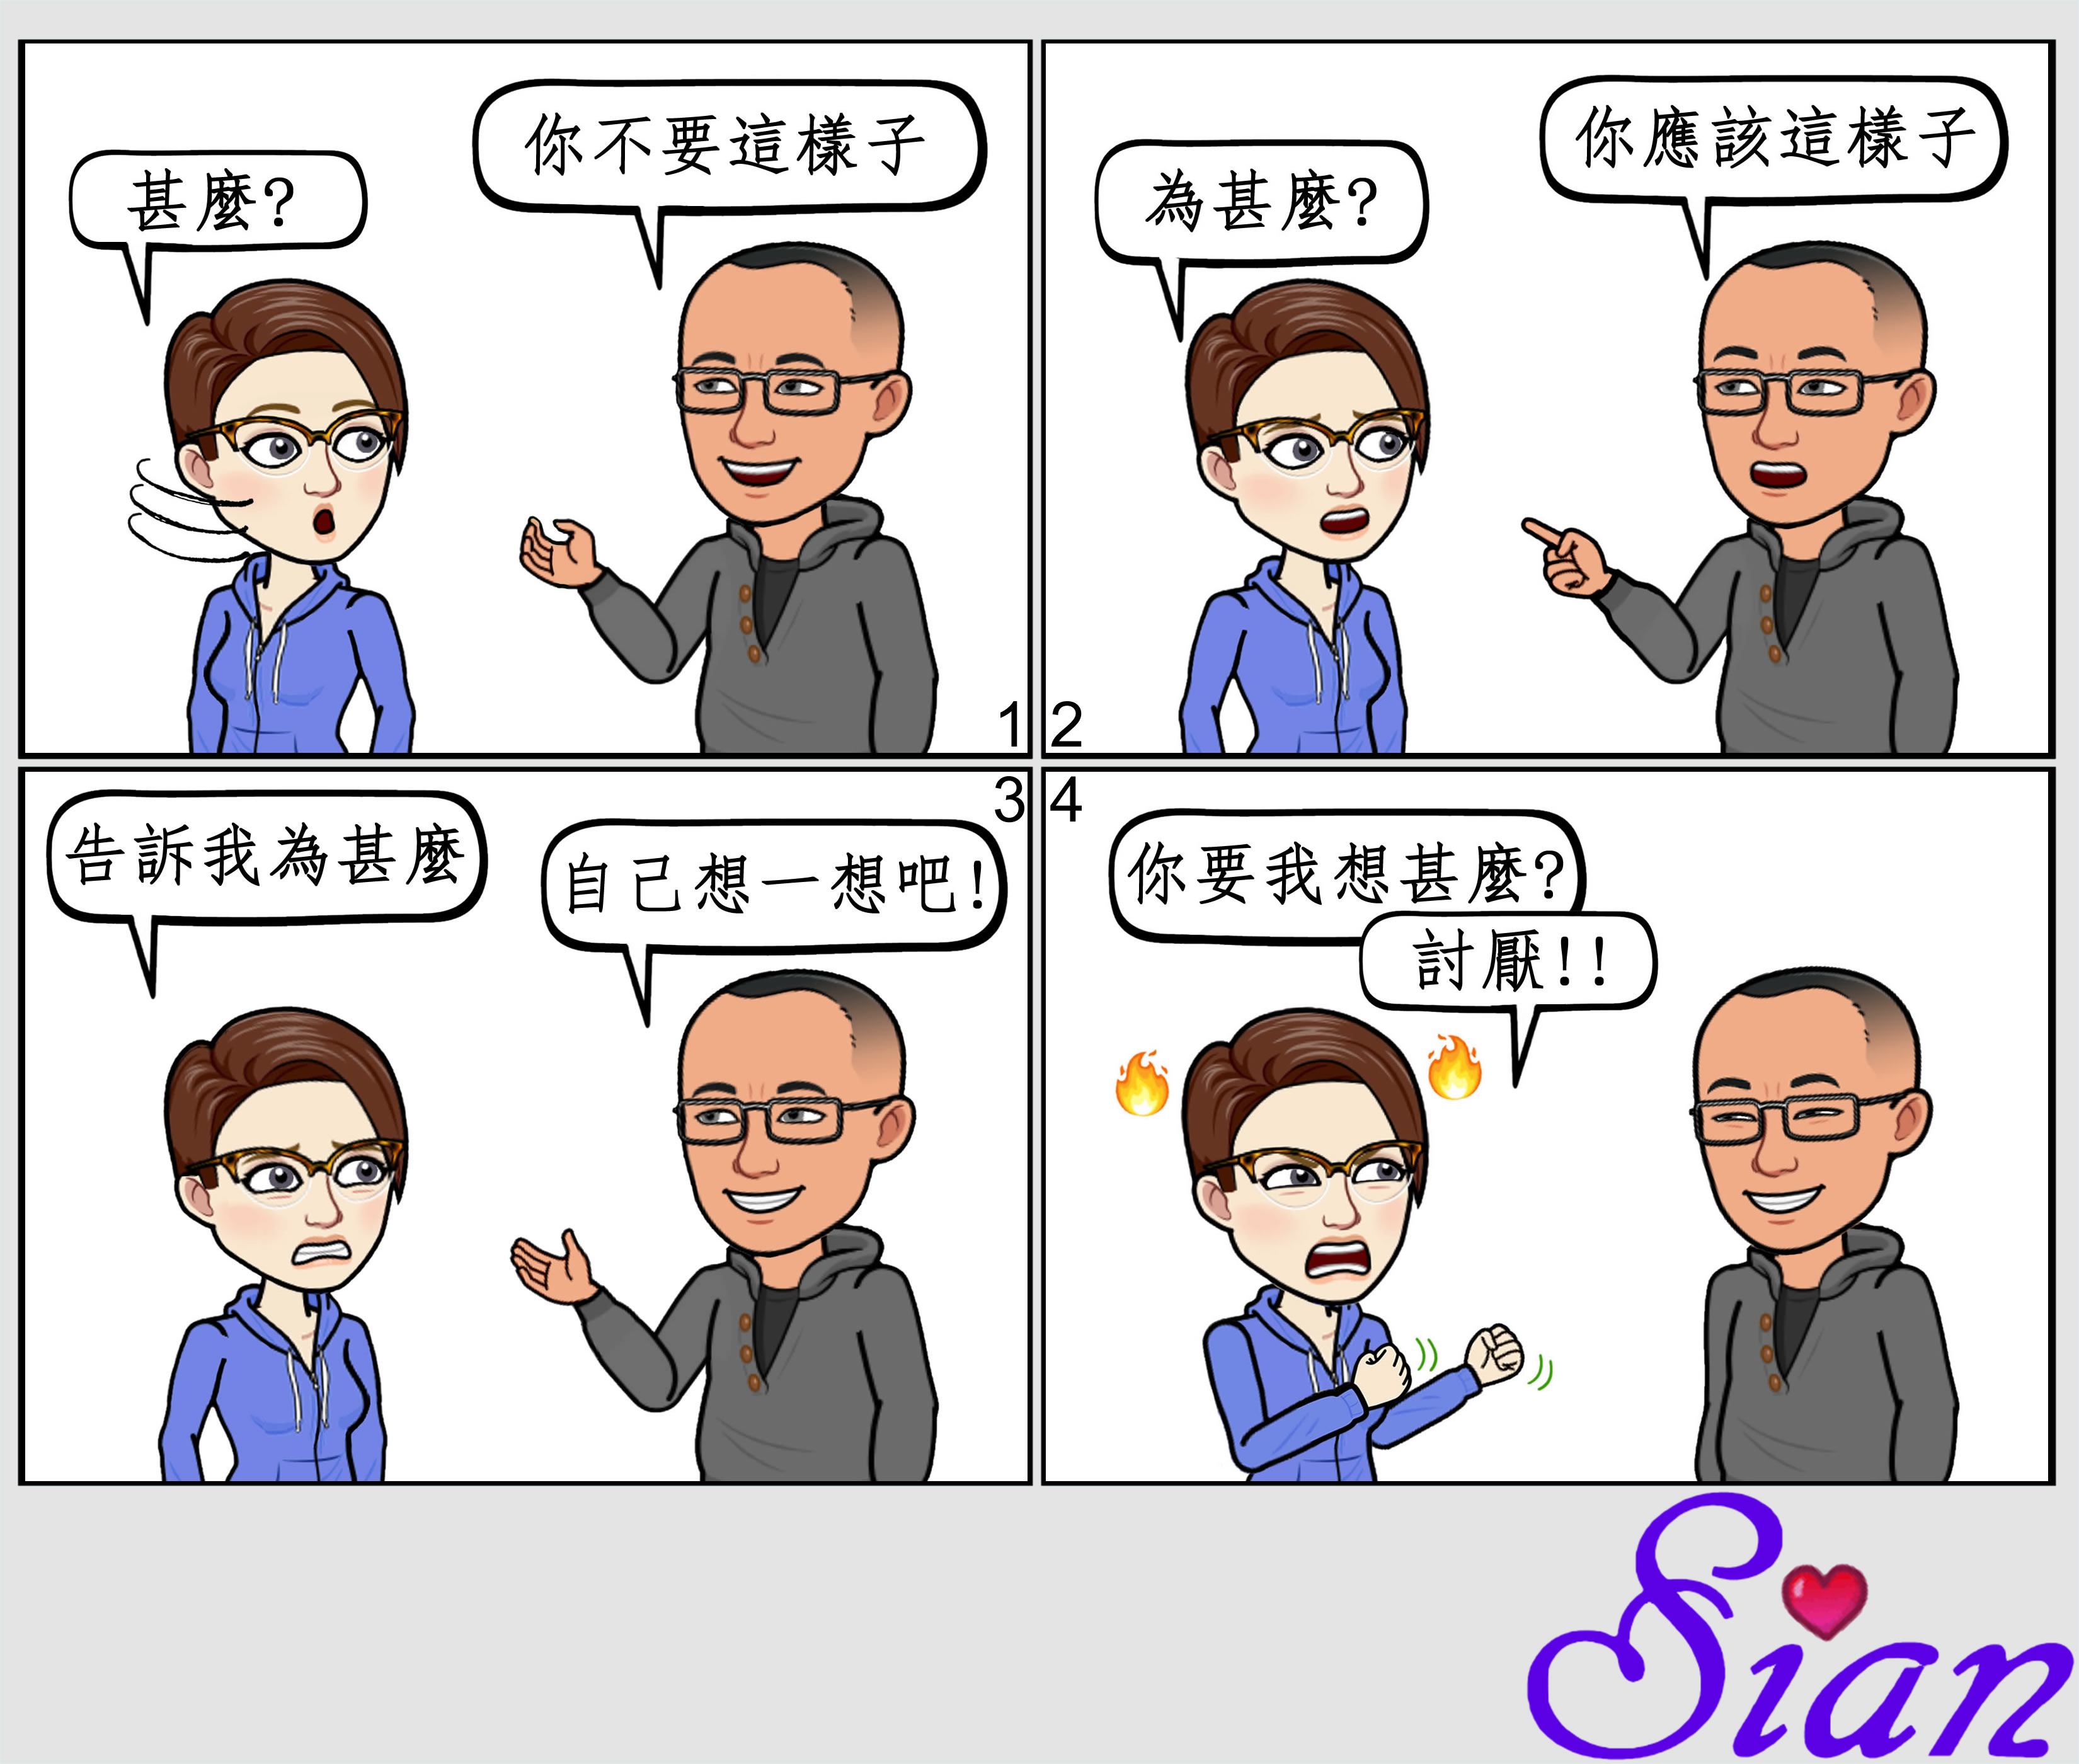 你不要這樣子
甚麼?
1
你應該這樣子
為甚麼?
2
告訴我為甚麼
自己想一想吧!
3
4
你要我想甚麼?
討厭!!
Sian